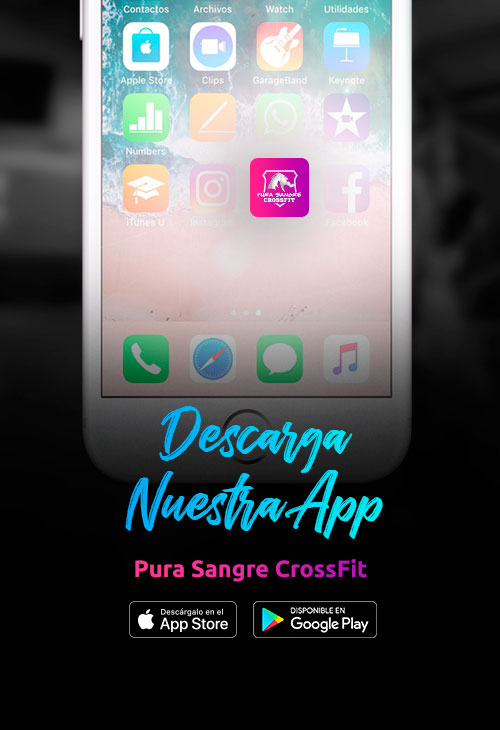 Contactos Archivos Watch Utilidades
Apple Store Clips GarageBand Keynote
Numbers
iTunes U Instagram Facebook
PURA SANGRE
CROSSFIT
Descarga
Nuestra App
Pura Sangre CrossFit
Descárgalo en el
App Store
DISPONIBLE EN
Google Play